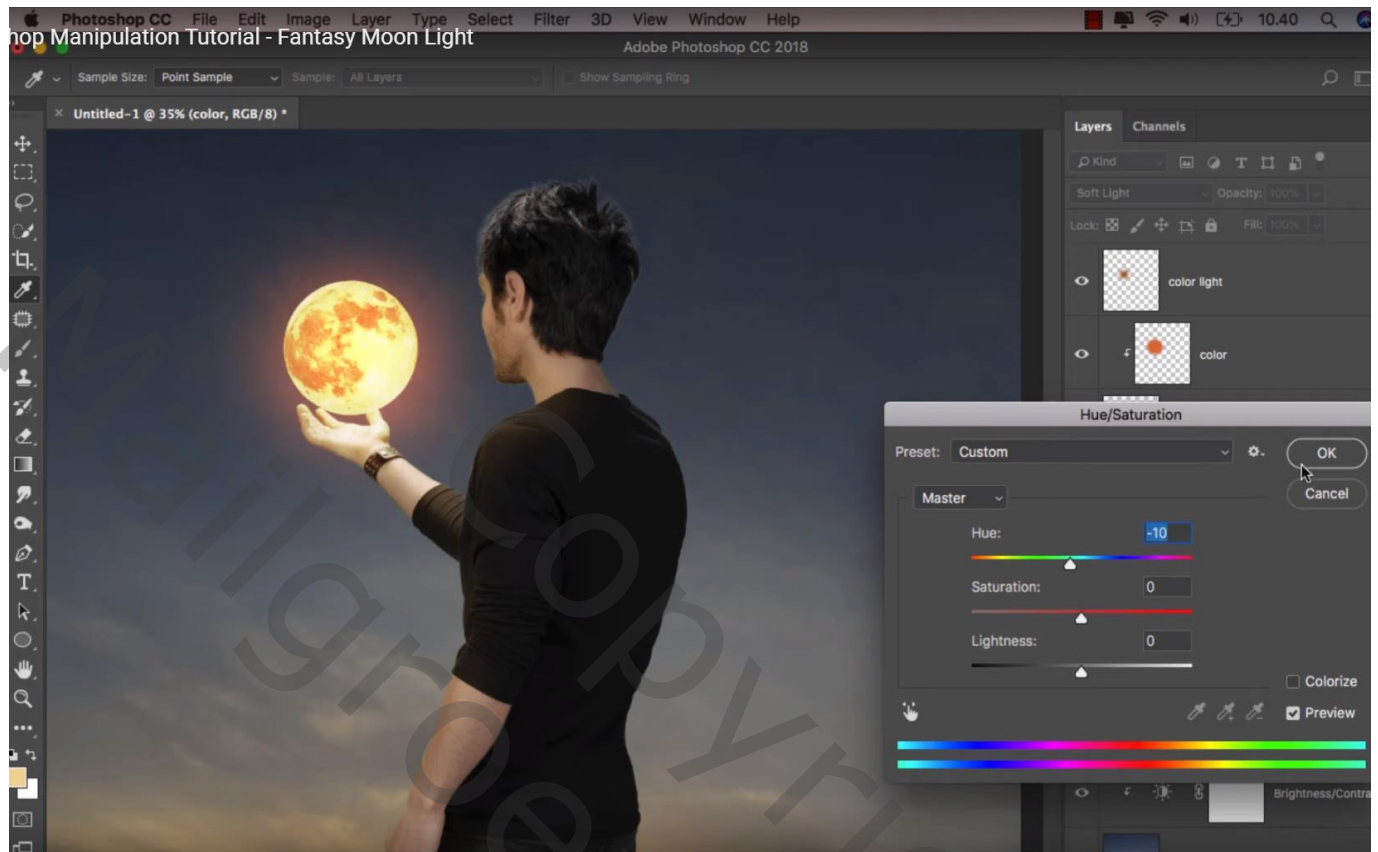 Photoshop CC File Edit Image Layer Type Select Filter 3D View Window Help 10.40
hop Manipulation Tutorial - Fantasy Moon Light
Adobe Photoshop CC 2018
Sample Size: Point Sample Sample: All Layers Show Sampling Ring
× Untitled-1 @ 35% (color, RGB/8) *
Layers Channels
Kind
Soft Light Opacity: 100%
Lock: Fill: 100%
color light
color
Hue/Saturation
Preset: Custom OK
Cancel
Master
Hue: -10
Saturation: 0
Lightness: 0
Colorize
Preview
Brightness/Contra